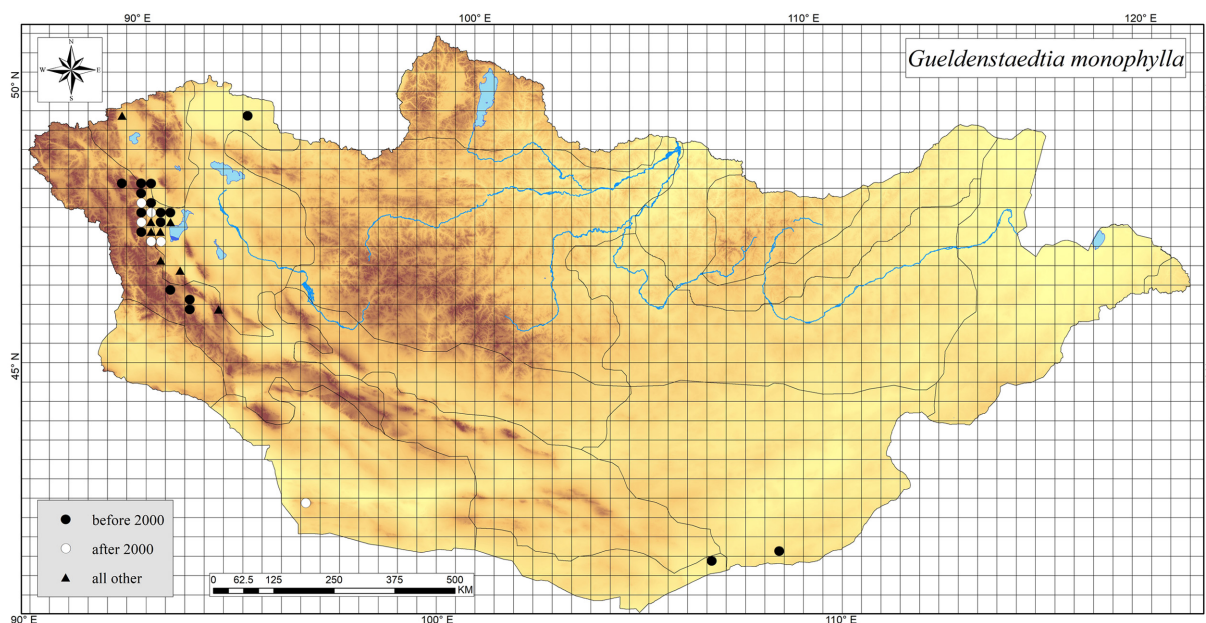 90° E 100° E 110° E 120° E
N
W E
S
Gueldenstaedtia monophylla
50° N
45° N
before 2000
after 2000
all other
0 62.5 125 250 375 500
KM
90° E 100° E 110° E